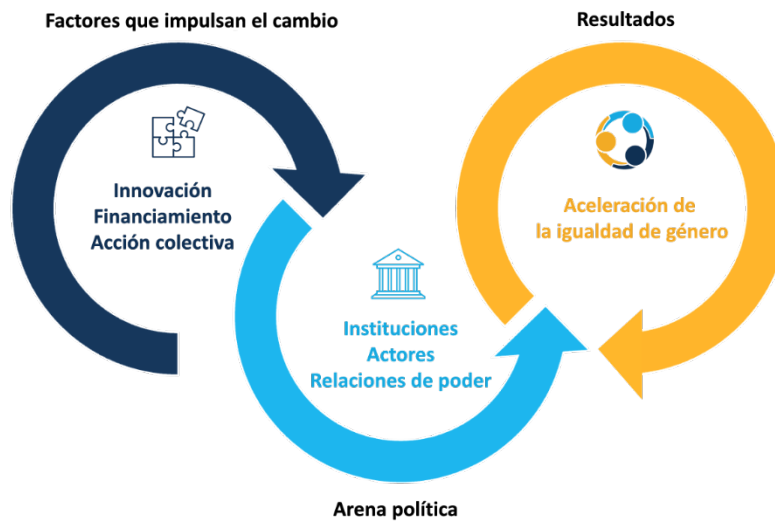 Factores que impulsan el cambio
Innovación
Financiamiento
Acción colectiva
Instituciones
Actores
Relaciones de poder
Arena política
Resultados
Aceleración de
la igualdad de género